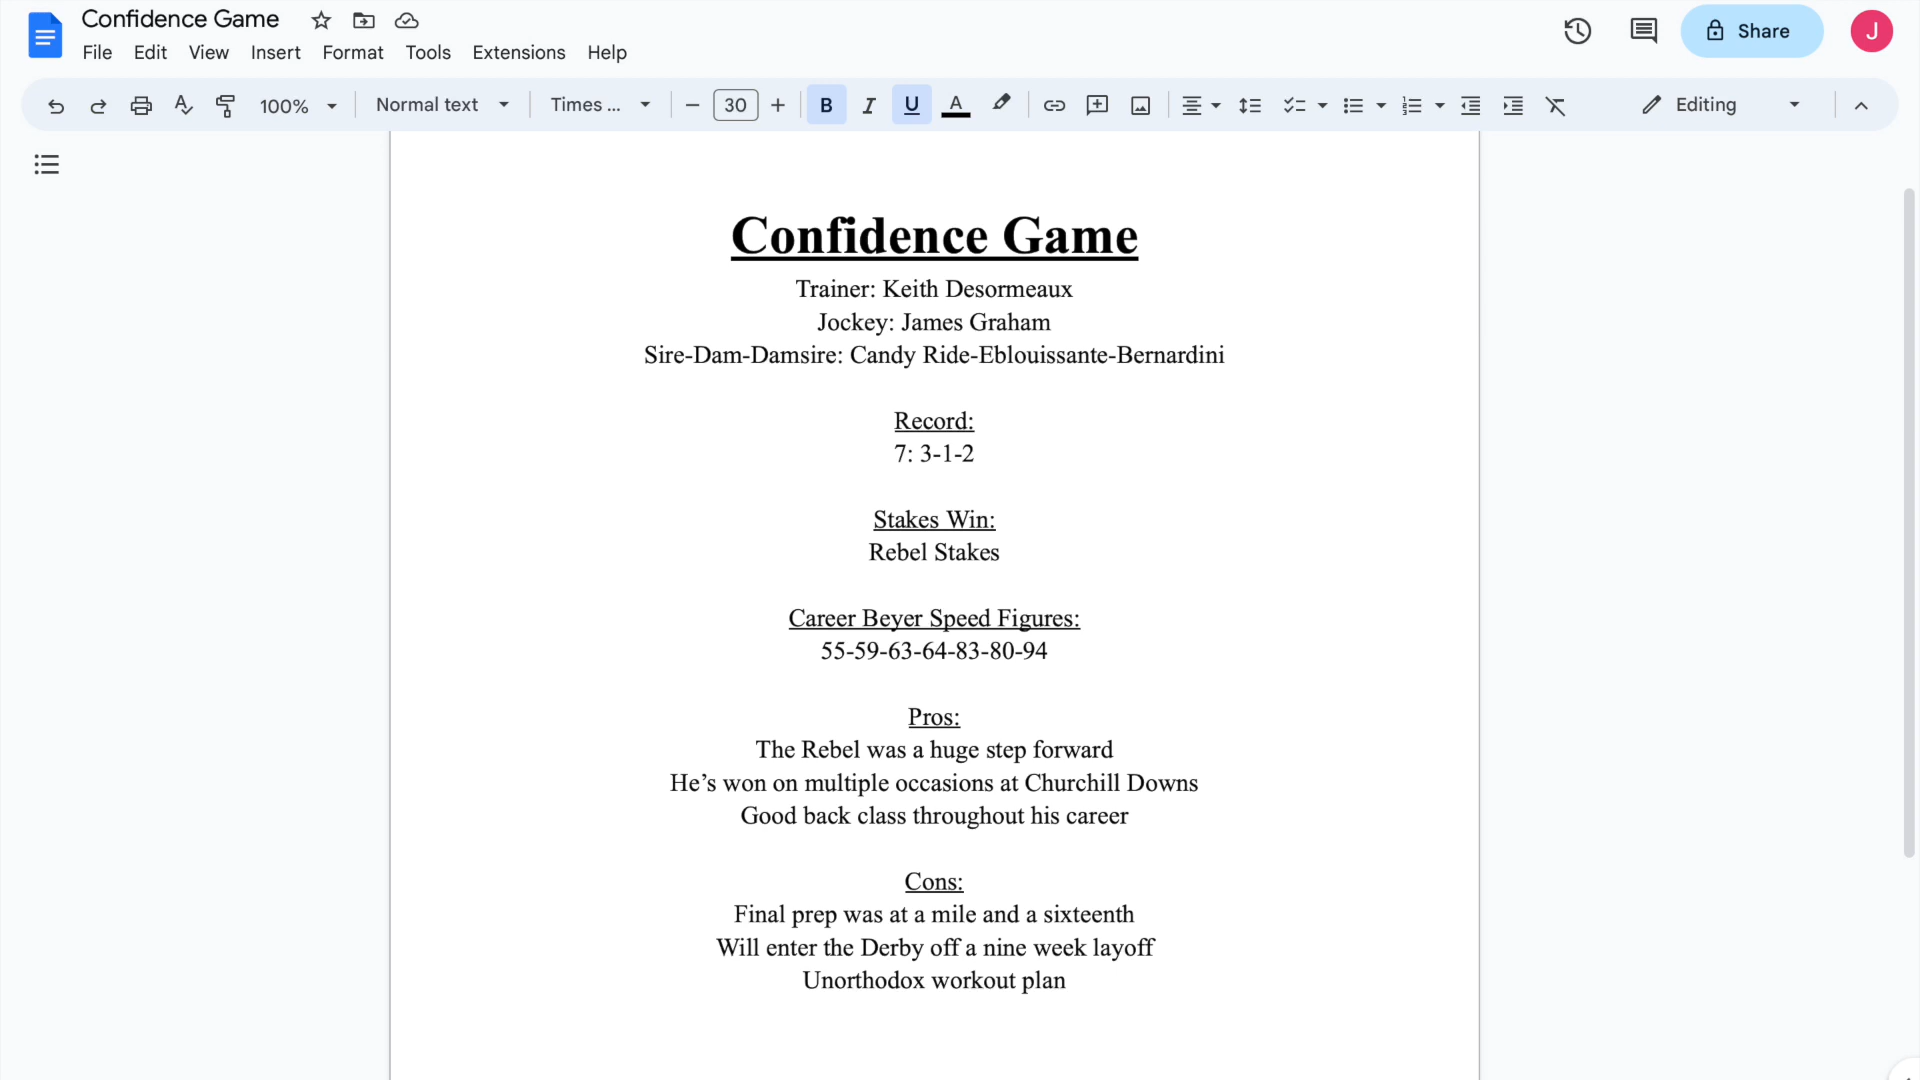 Confidence Game
File Edit View Insert Format Tools Extensions Help
Share
J
100% Normal text Times ... 30 B I U A Editing
Confidence Game
Trainer: Keith Desormeaux
Jockey: James Graham
Sire-Dam-Damsire: Candy Ride-Eblouissante-Bernardini
Record:
7: 3-1-2
Stakes Win:
Rebel Stakes
Career Beyer Speed Figures:
55-59-63-64-83-80-94
Pros:
The Rebel was a huge step forward
He’s won on multiple occasions at Churchill Downs
Good back class throughout his career
Cons:
Final prep was at a mile and a sixteenth
Will enter the Derby off a nine week layoff
Unorthodox workout plan